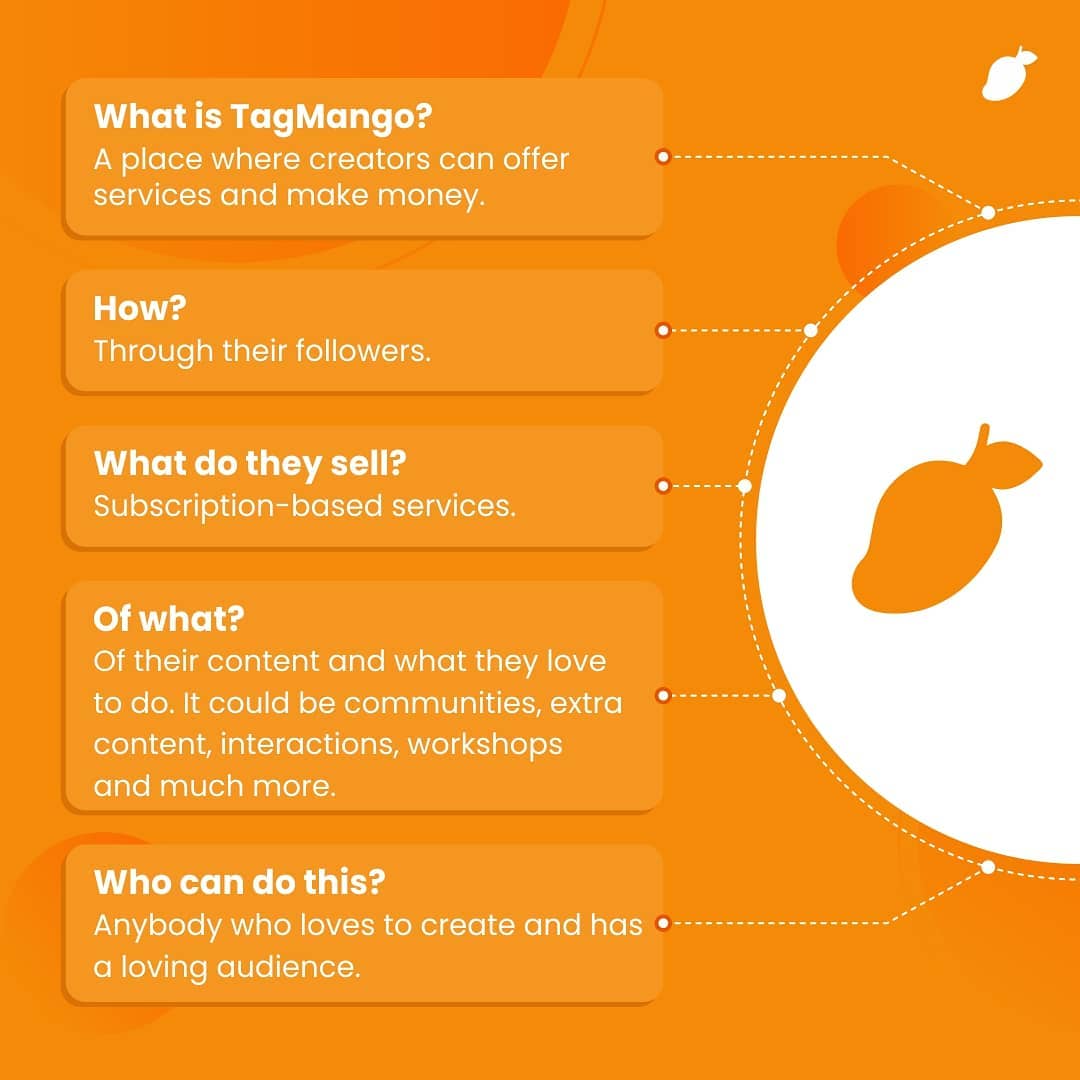 What is TagMango?
A place where creators can offer
services and make money.
How?
Through their followers.
What do they sell?
Subscription-based services.
Of what?
Of their content and what they love
to do. It could be communities, extra
content, interactions, workshops
and much more.
Who can do this?
Anybody who loves to create and has
a loving audience.